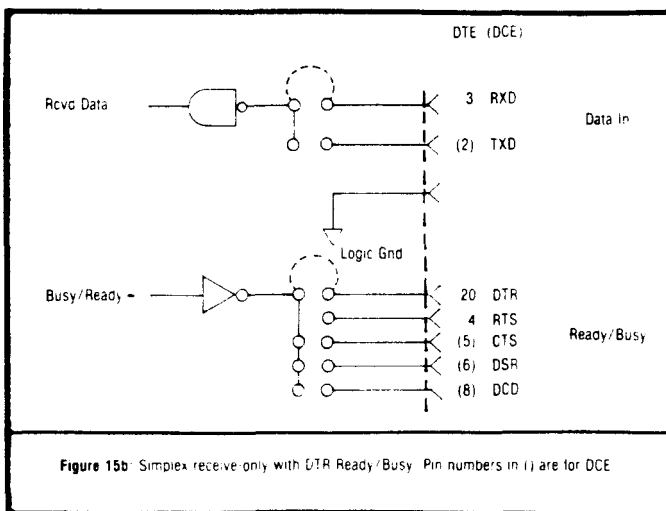 DTE (DCE)
Rcvd Data
3 RXD
Data In
(2) TXD
Logic Gnd
Busy/Ready -
20 DTR
4 RTS
(5) CTS
Ready/Busy
(6) DSR
(8) DCD
Figure 15b: Simplex receive-only with DTR Ready/Busy. Pin numbers in () are for DCE